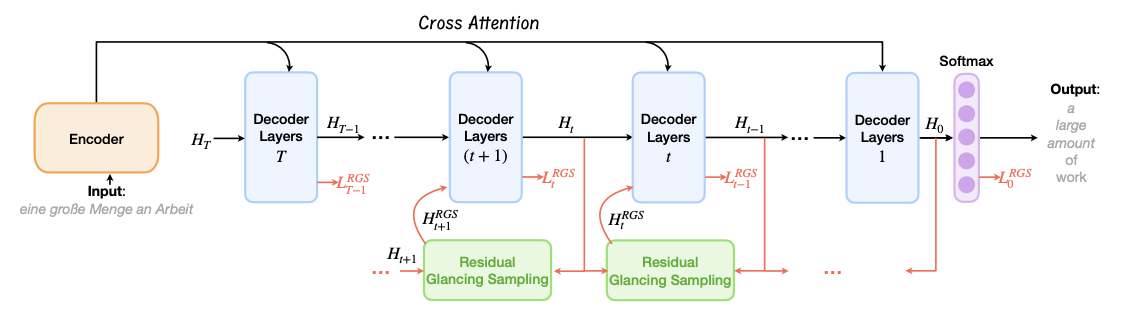 Cross Attention
Softmax
Encoder
Input:
eine große Menge an Arbeit
H_T
Decoder
Layers
T
H_{T−1}
L_{T−1}^{RGS}
...
Decoder
Layers
(t + 1)
H_t
L_t^{RGS}
Decoder
Layers
t
H_{t−1}
L_{t−1}^{RGS}
...
Decoder
Layers
1
H_0
L_0^{RGS}
Output:
a
large
amount
of
work
H_{t+1}^{RGS}
H_t^{RGS}
...
H_{t+1}
Residual
Glancing Sampling
Residual
Glancing Sampling
...